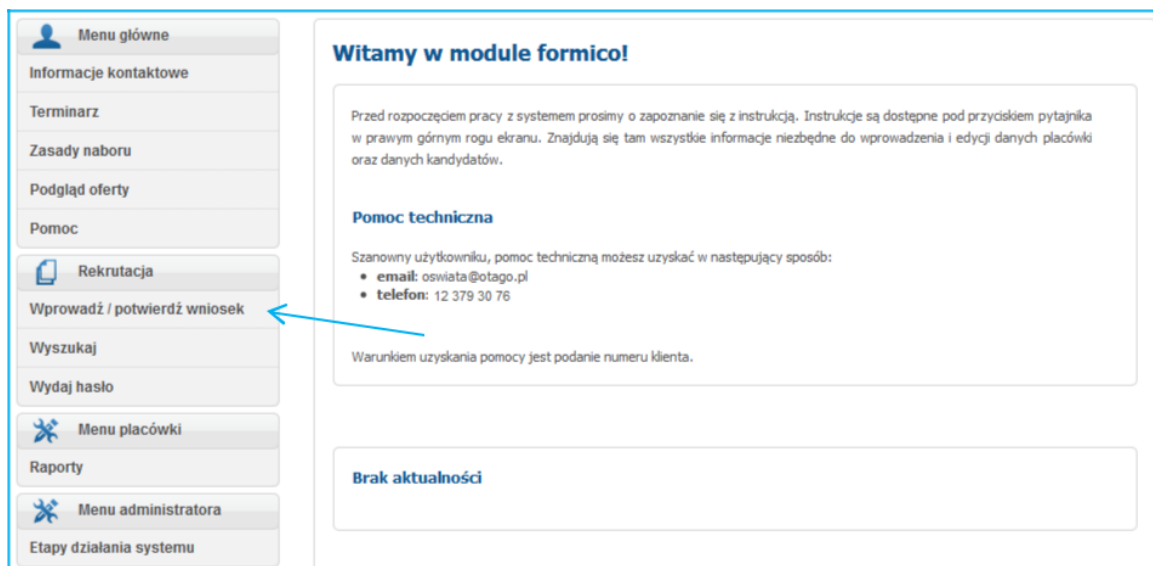 Menu główne
Informacje kontaktowe
Terminarz
Zasady naboru
Podgląd oferty
Pomoc
Rekrutacja
Wprowadź / potwierdź wniosek
Wyszukaj
Wydaj hasło
Menu placówki
Raporty
Menu administratora
Etapy działania systemu
Witamy w module formico!
Przed rozpoczęciem pracy z systemem prosimy o zapoznanie się z instrukcją. Instrukcje są dostępne pod przyciskiem pytajnika
w prawym górnym rogu ekranu. Znajdują się tam wszystkie informacje niezbędne do wprowadzenia i edycji danych placówki
oraz danych kandydatów.
Pomoc techniczna
Szanowny użytkowniku, pomoc techniczną możesz uzyskać w następujący sposób:
• email: oswiata@otago.pl
• telefon: 12 379 30 76
Warunkiem uzyskania pomocy jest podanie numeru klienta.
Brak aktualności